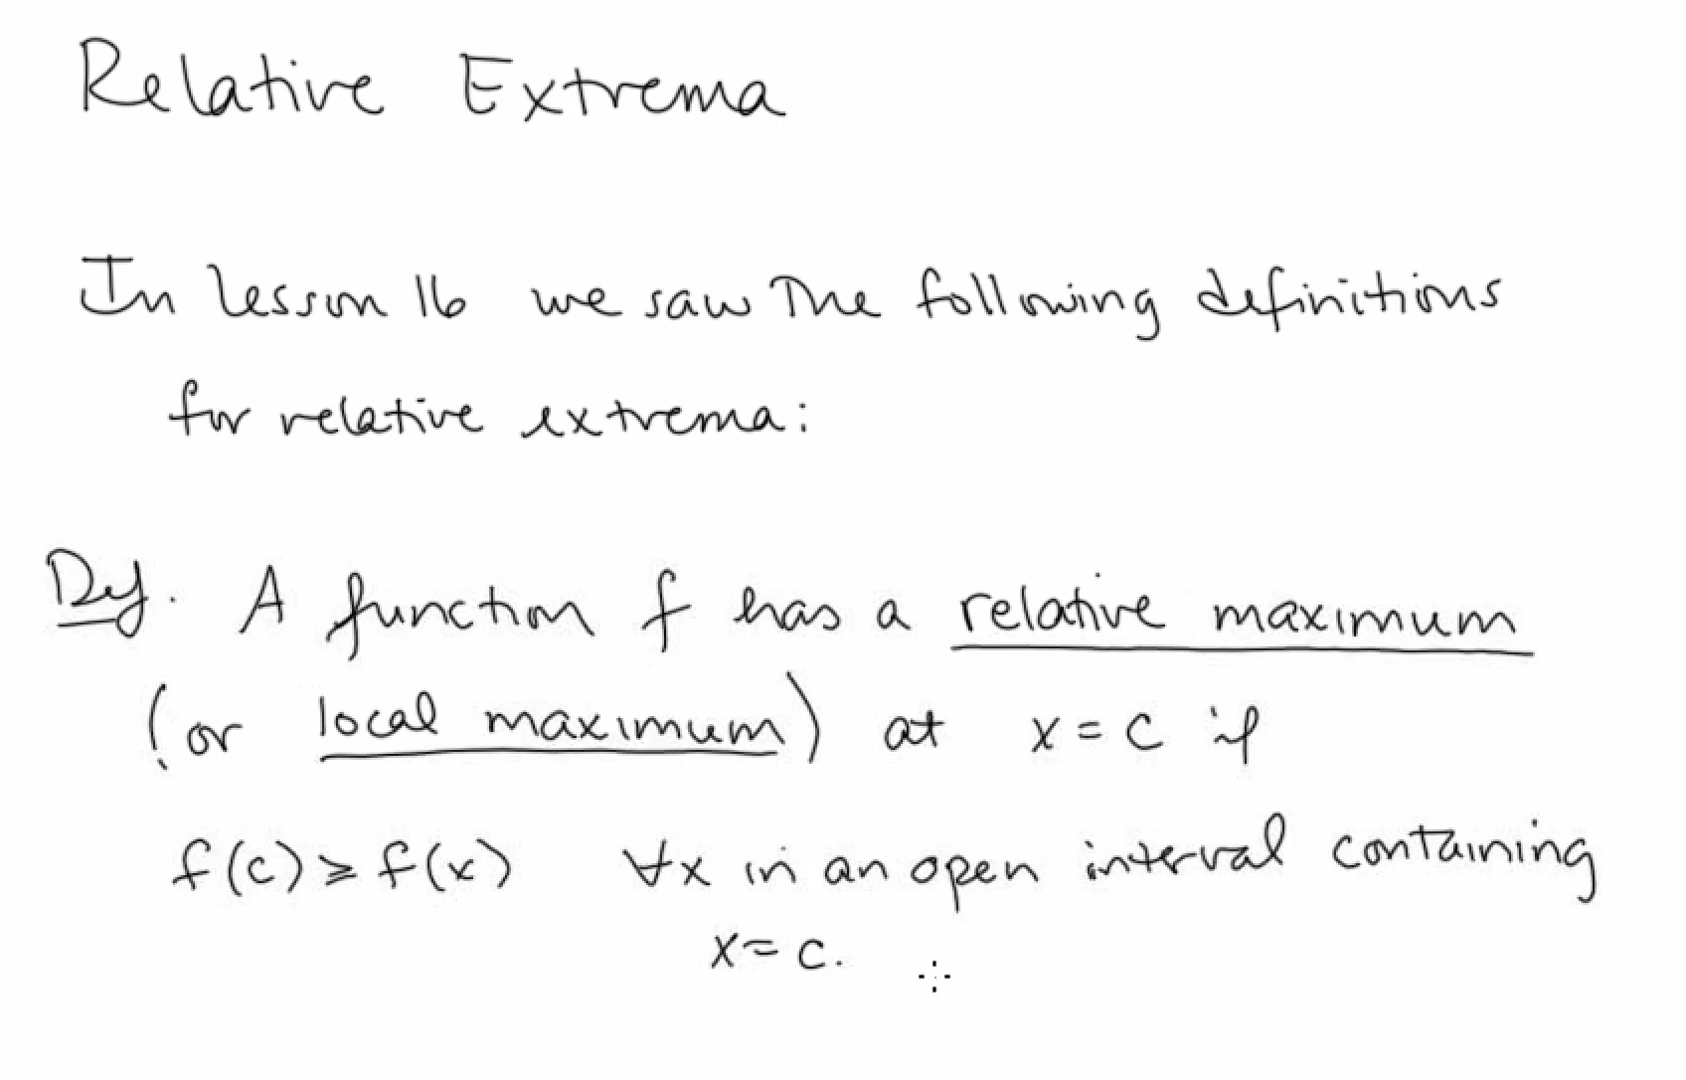 Relative Extrema
In lesson 16 we saw the following definitions
for relative extrema:
Def. A function f has a relative maximum
(or local maximum) at x = c if
f(c) ≥ f(x) ∀x in an open interval containing
x = c.